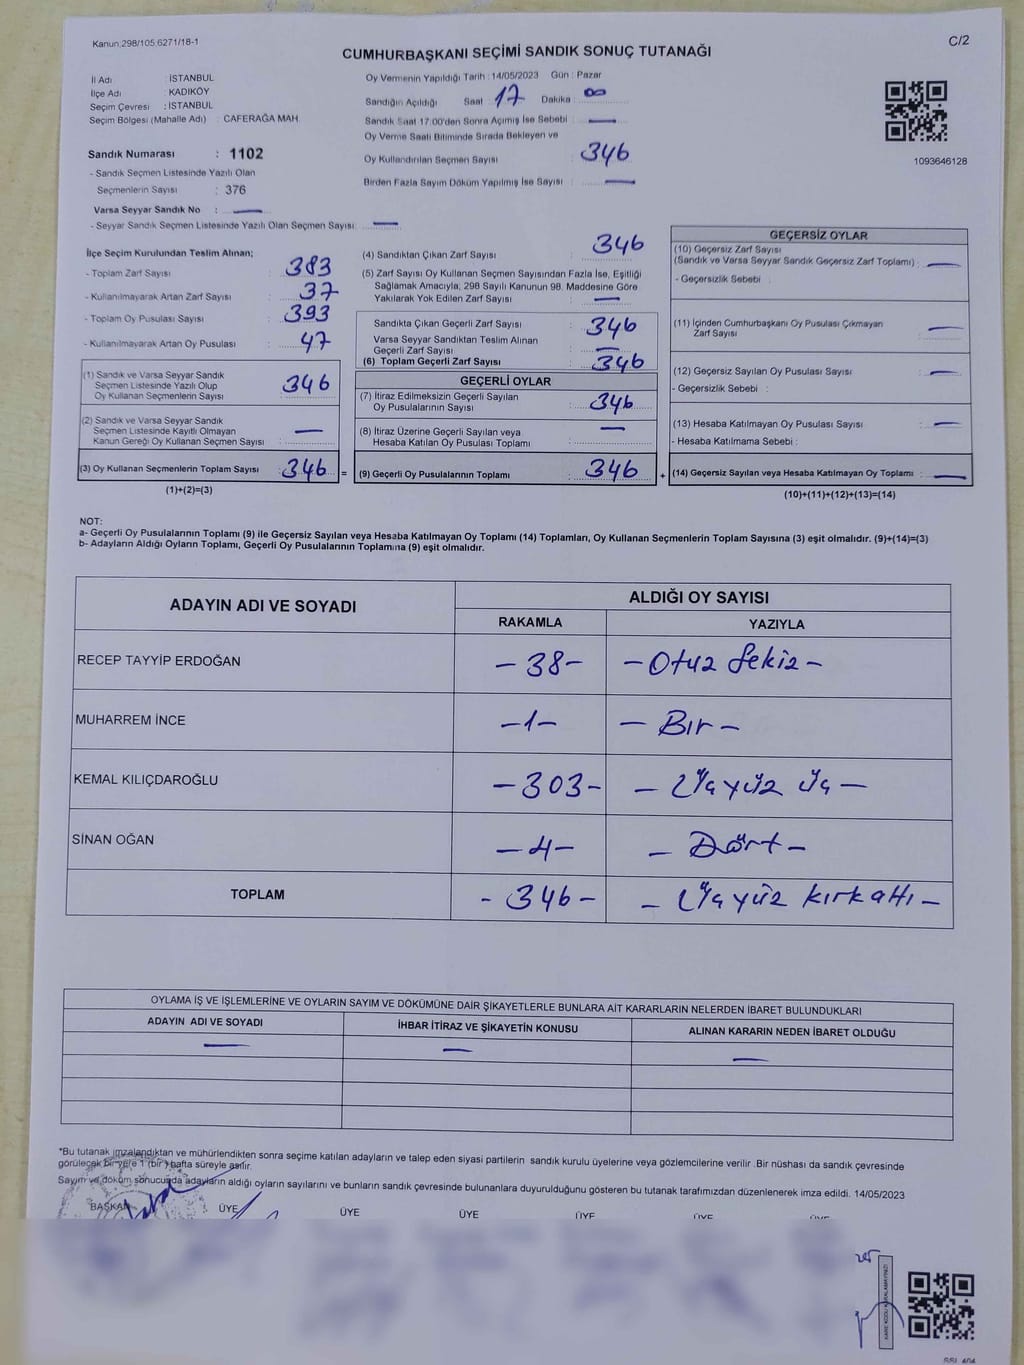 Kanun,298/105,6271/18-1
C/2
CUMHURBAŞKANI SEÇİMİ SANDIK SONUÇ TUTANAĞI
İl Adı : İSTANBUL
İlçe Adı : KADIKÖY
Seçim Çevresi : İSTANBUL
Seçim Bölgesi (Mahalle Adı) : CAFERAĞA MAH.
Sandık Numarası : 1102
- Sandık Seçmen Listesinde Yazılı Olan
Seçmenlerin Sayısı : 376
Varsa Seyyar Sandık No : —
- Seyyar Sandık Seçmen Listesinde Yazılı Olan Seçmen Sayısı: —
Oy Vermenin Yapıldığı Tarih : 14/05/2023 Gün : Pazar
Sandığın Açıldığı Saat : 17 Dakika : 00
Sandık Saat 17:00'den Sonra Açımış İse Sebebi : —
Oy Verme Saati Bitiminde Sırada Bekleyen ve
Oy Kullandırılan Seçmen Sayısı : 346
Birden Fazla Sayım Döküm Yapılmış İse Sayısı : —
1093646128
İlçe Seçim Kurulundan Teslim Alınan;
- Toplam Zarf Sayısı : 383
- Kullanılmayarak Artan Zarf Sayısı : 37
- Toplam Oy Pusulası Sayısı : 393
- Kullanılmayarak Artan Oy Pusulası : 47
(1) Sandık ve Varsa Seyyar Sandık
Seçmen Listesinde Yazılı Olup
Oy Kullanan Seçmenlerin Sayısı : 346
(2) Sandık ve Varsa Seyyar Sandık
Seçmen Listesinde Kayıtlı Olmayan
Kanun Gereği Oy Kullanan Seçmen Sayısı : —
(3) Oy Kullanan Seçmenlerin Toplam Sayısı : 346 =
(1)+(2)=(3)
(4) Sandıktan Çıkan Zarf Sayısı : 346
(5) Zarf Sayısı Oy Kullanan Seçmen Sayısından Fazla İse, Eşitliği
Sağlamak Amacıyla, 298 Sayılı Kanunun 98. Maddesine Göre
Yakılarak Yok Edilen Zarf Sayısı : —
Sandıkta Çıkan Geçerli Zarf Sayısı : 346
Varsa Seyyar Sandıktan Teslim Alınan
Geçerli Zarf Sayısı : —
(6) Toplam Geçerli Zarf Sayısı : 346
GEÇERLİ OYLAR
(7) İtiraz Edilmeksizin Geçerli Sayılan
Oy Pusulalarının Sayısı : 346
(8) İtiraz Üzerine Geçerli Sayılan veya
Hesaba Katılan Oy Pusulası Toplamı : —
(9) Geçerli Oy Pusulalarının Toplamı : 346 +
GEÇERSİZ OYLAR
(10) Geçersiz Zarf Sayısı
(Sandık ve Varsa Seyyar Sandık Geçersiz Zarf Toplamı) : —
- Geçersizlik Sebebi :
(11) İçinden Cumhurbaşkanı Oy Pusulası Çıkmayan
Zarf Sayısı : —
(12) Geçersiz Sayılan Oy Pusulası Sayısı : —
- Geçersizlik Sebebi :
(13) Hesaba Katılmayan Oy Pusulası Sayısı : —
- Hesaba Katılmama Sebebi :
(14) Geçersiz Sayılan veya Hesaba Katılmayan Oy Toplamı : —
(10)+(11)+(12)+(13)=(14)
NOT:
a- Geçerli Oy Pusulalarının Toplamı (9) ile Geçersiz Sayılan veya Hesaba Katılmayan Oy Toplamı (14) Toplamları, Oy Kullanan Seçmenlerin Toplam Sayısına (3) eşit olmalıdır. (9)+(14)=(3)
b- Adayların Aldığı Oyların Toplamı, Geçerli Oy Pusulalarının Toplamına (9) eşit olmalıdır.
ADAYIN ADI VE SOYADI
ALDIĞI OY SAYISI
RAKAMLA YAZIYLA
RECEP TAYYİP ERDOĞAN -38- -Otuz Sekiz-
MUHARREM İNCE -1- -Bır-
KEMAL KILIÇDAROĞLU -303- -Üçyüz Üç-
SİNAN OĞAN -4- -Dört-
TOPLAM -346- -Üçyüz kırkaltı-
OYLAMA İŞ VE İŞLEMLERİNE VE OYLARIN SAYIM VE DÖKÜMÜNE DAİR ŞİKAYETLERLE BUNLARA AİT KARARLARIN NELERDEN İBARET BULUNDUKLARI
ADAYIN ADI VE SOYADI İHBAR İTİRAZ VE ŞİKAYETİN KONUSU ALINAN KARARIN NEDEN İBARET OLDUĞU
— — —
*Bu tutanak imzalandıktan ve mühürlendikten sonra seçime katılan adayların ve talep eden siyasi partilerin sandık kurulu üyelerine veya gözlemcilerine verilir. Bir nüshası da sandık çevresinde
görülecek bir yere 1 (bir) hafta süreyle asılır.
Sayım ve döküm sonucunda adayların aldığı oyların sayılarını ve bunların sandık çevresinde bulunanlara duyurulduğunu gösteren bu tutanak tarafımızdan düzenlenerek imza edildi. 14/05/2023
BAŞKAN ÜYE ÜYE ÜYE ÜYE ÜYE ÜYE
KARE KODU KARALAMAYINIZ!